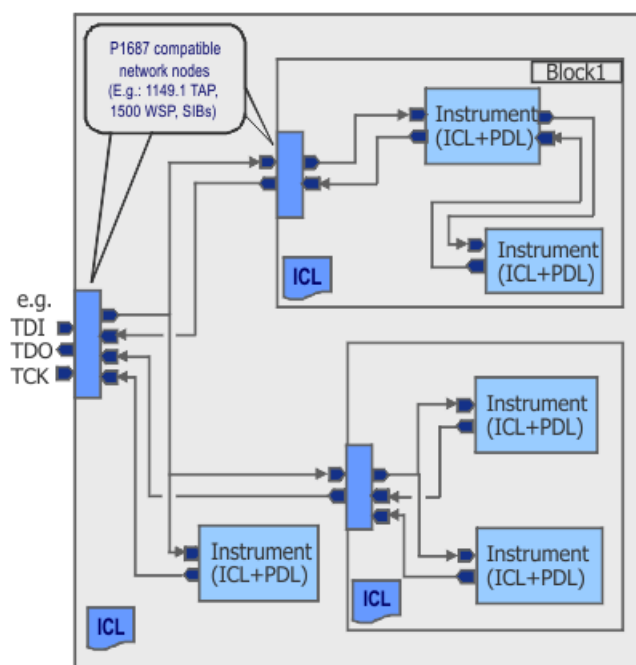 P1687 compatible
network nodes
(E.g.: 1149.1 TAP,
1500 WSP, SIBs)
Block1
Instrument
(ICL+PDL)
Instrument
(ICL+PDL)
ICL
e.g.
TDI
TDO
TCK
Instrument
(ICL+PDL)
Instrument
(ICL+PDL)
Instrument
(ICL+PDL)
ICL
ICL